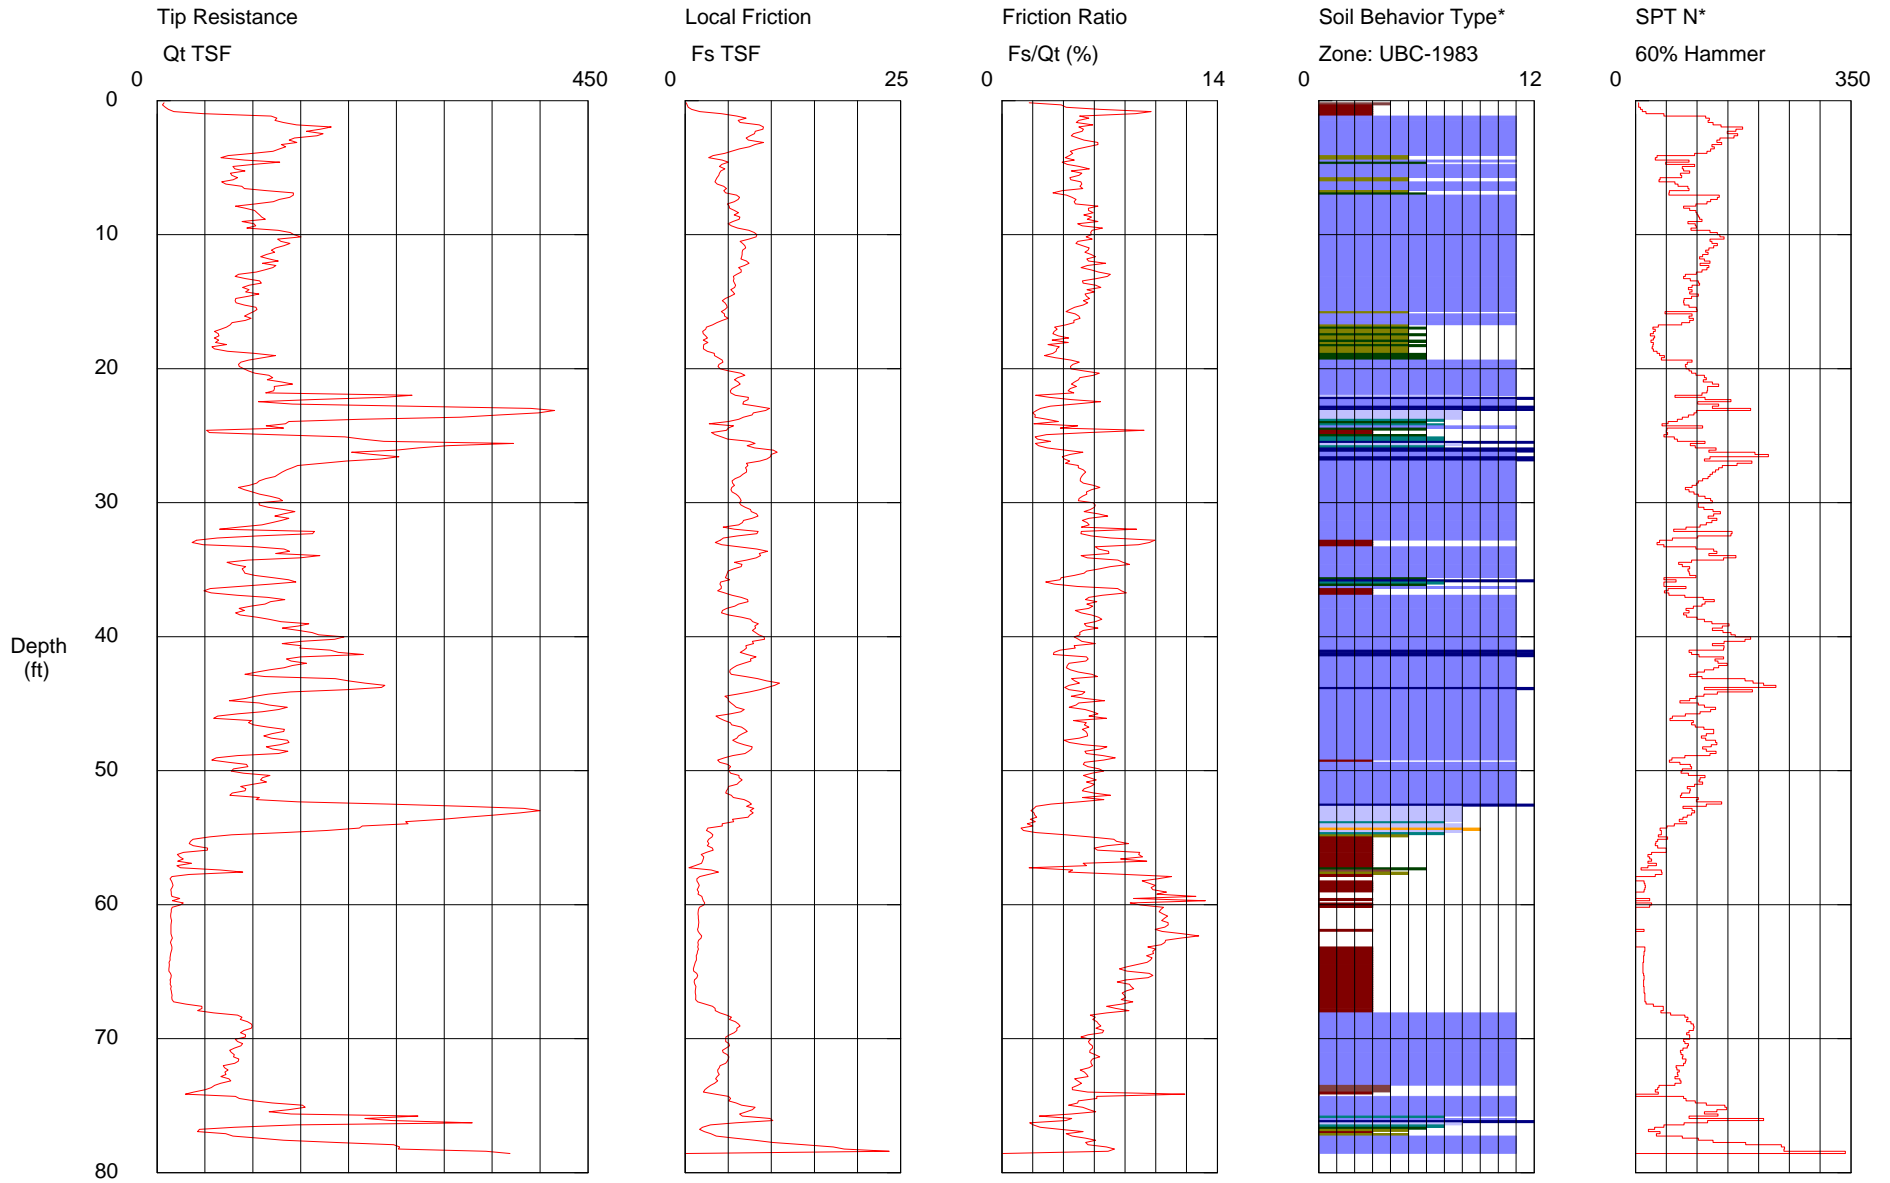 Tip Resistance
Qt TSF
0 450
Local Friction
Fs TSF
0 25
Friction Ratio
Fs/Qt (%)
0 14
Soil Behavior Type*
Zone: UBC-1983
0 12
SPT N*
60% Hammer
0 350
0
10
20
30
40
50
60
70
80
Depth
(ft)